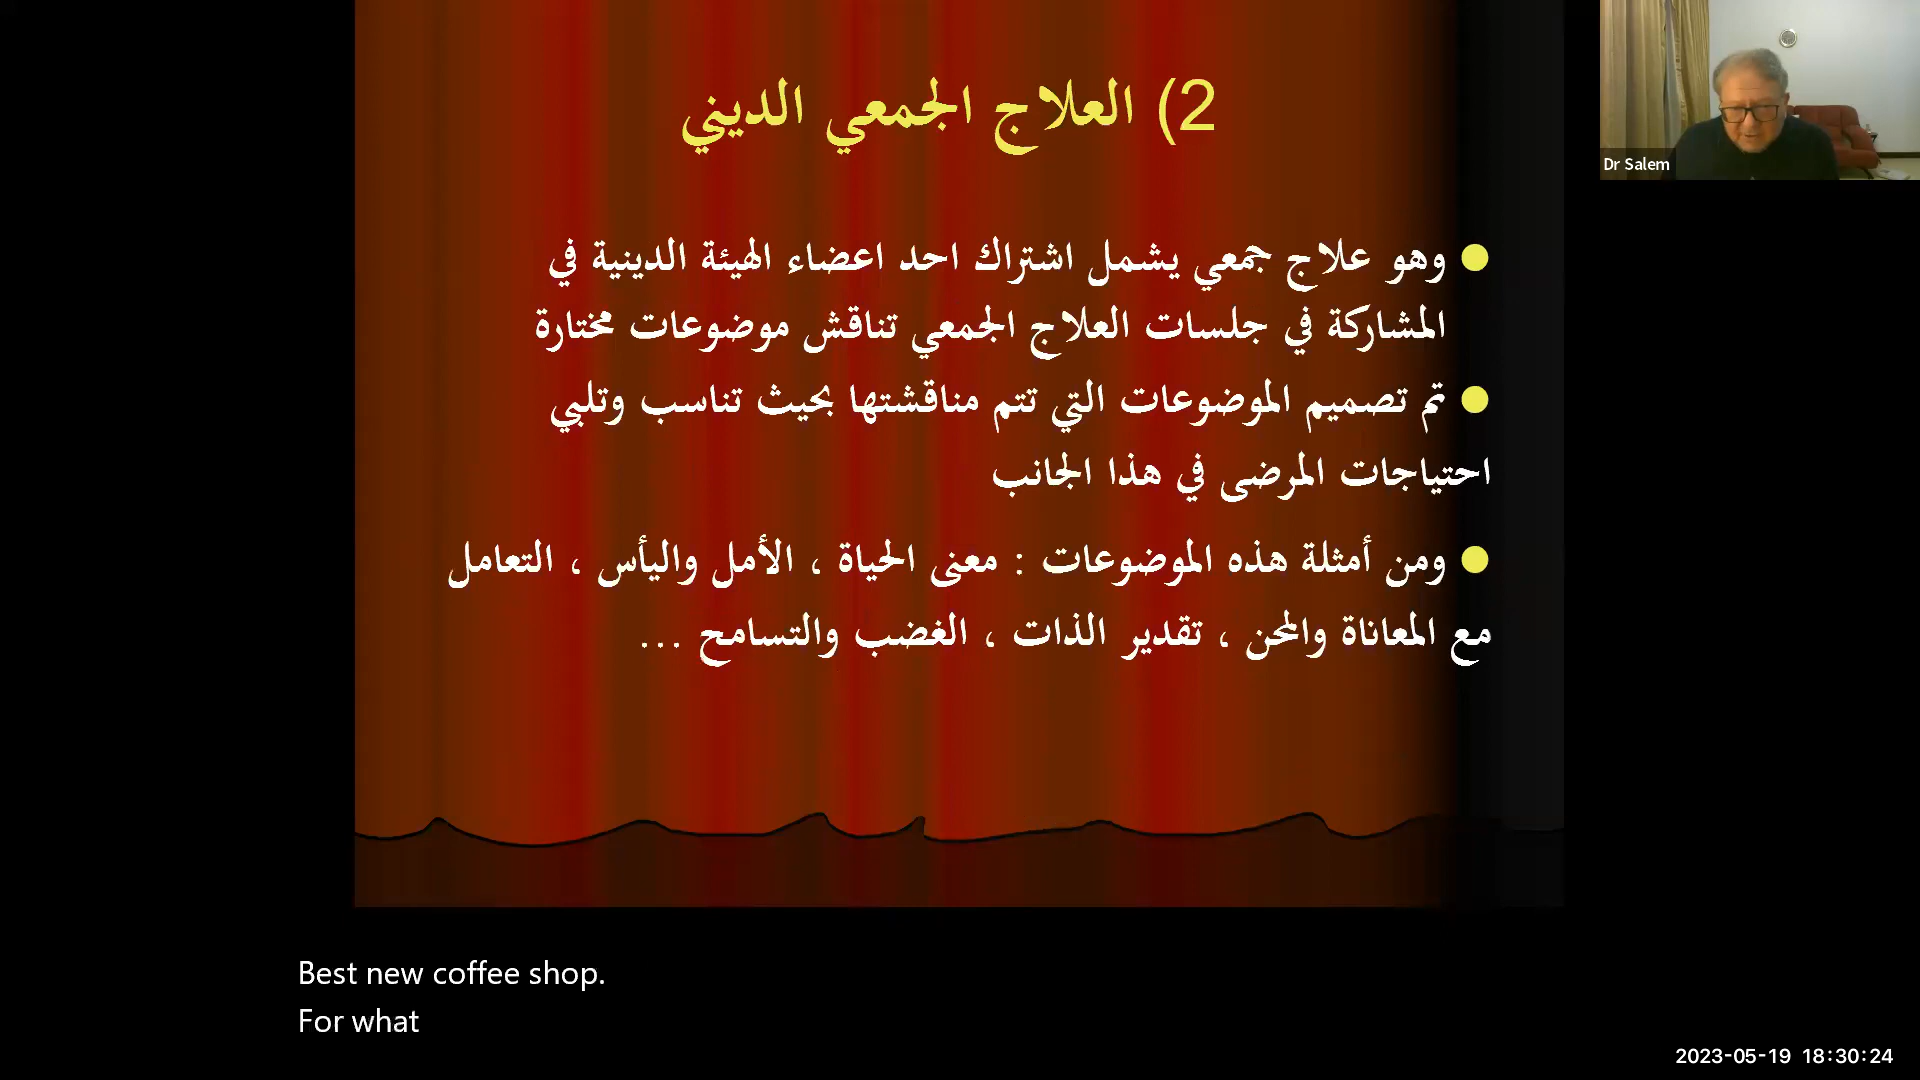 2) العلاج الجمعي الديني
Dr Salem
● وهو علاج جمعي يشمل اشتراك احد اعضاء الهيئة الدينية في
المشاركة في جلسات العلاج الجمعي تناقش موضوعات مختارة
● تم تصميم الموضوعات التي تتم مناقشتها بحيث تناسب وتلبي
احتياجات المرضى في هذا الجانب
● ومن أمثلة هذه الموضوعات : معنى الحياة ، الأمل واليأس ، التعامل
مع المعاناة والمحن ، تقدير الذات ، الغضب والتسامح ...
Best new coffee shop.
For what
2023-05-19 18:30:24